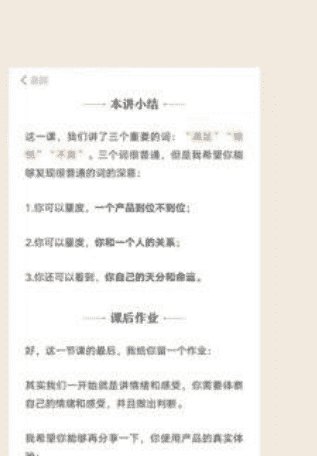 本讲小结
这一课，我们讲了三个重要的词："满足" "愉
悦" "不爽"。三个词很普通，但是我希望你能
够发现很普通的词的深意：
1.你可以量度，一个产品到位不到位；
2.你可以量度，你和一个人的关系；
3.你还可以看到，你自己的天分和命运。
课后作业
好，这一节课的最后，我给你留一个作业：
其实我们一开始就是讲情绪和感受，你需要体察
自己的情绪和感受，并且做出判断。
我希望你能够再分享一下，你使用产品的真实体